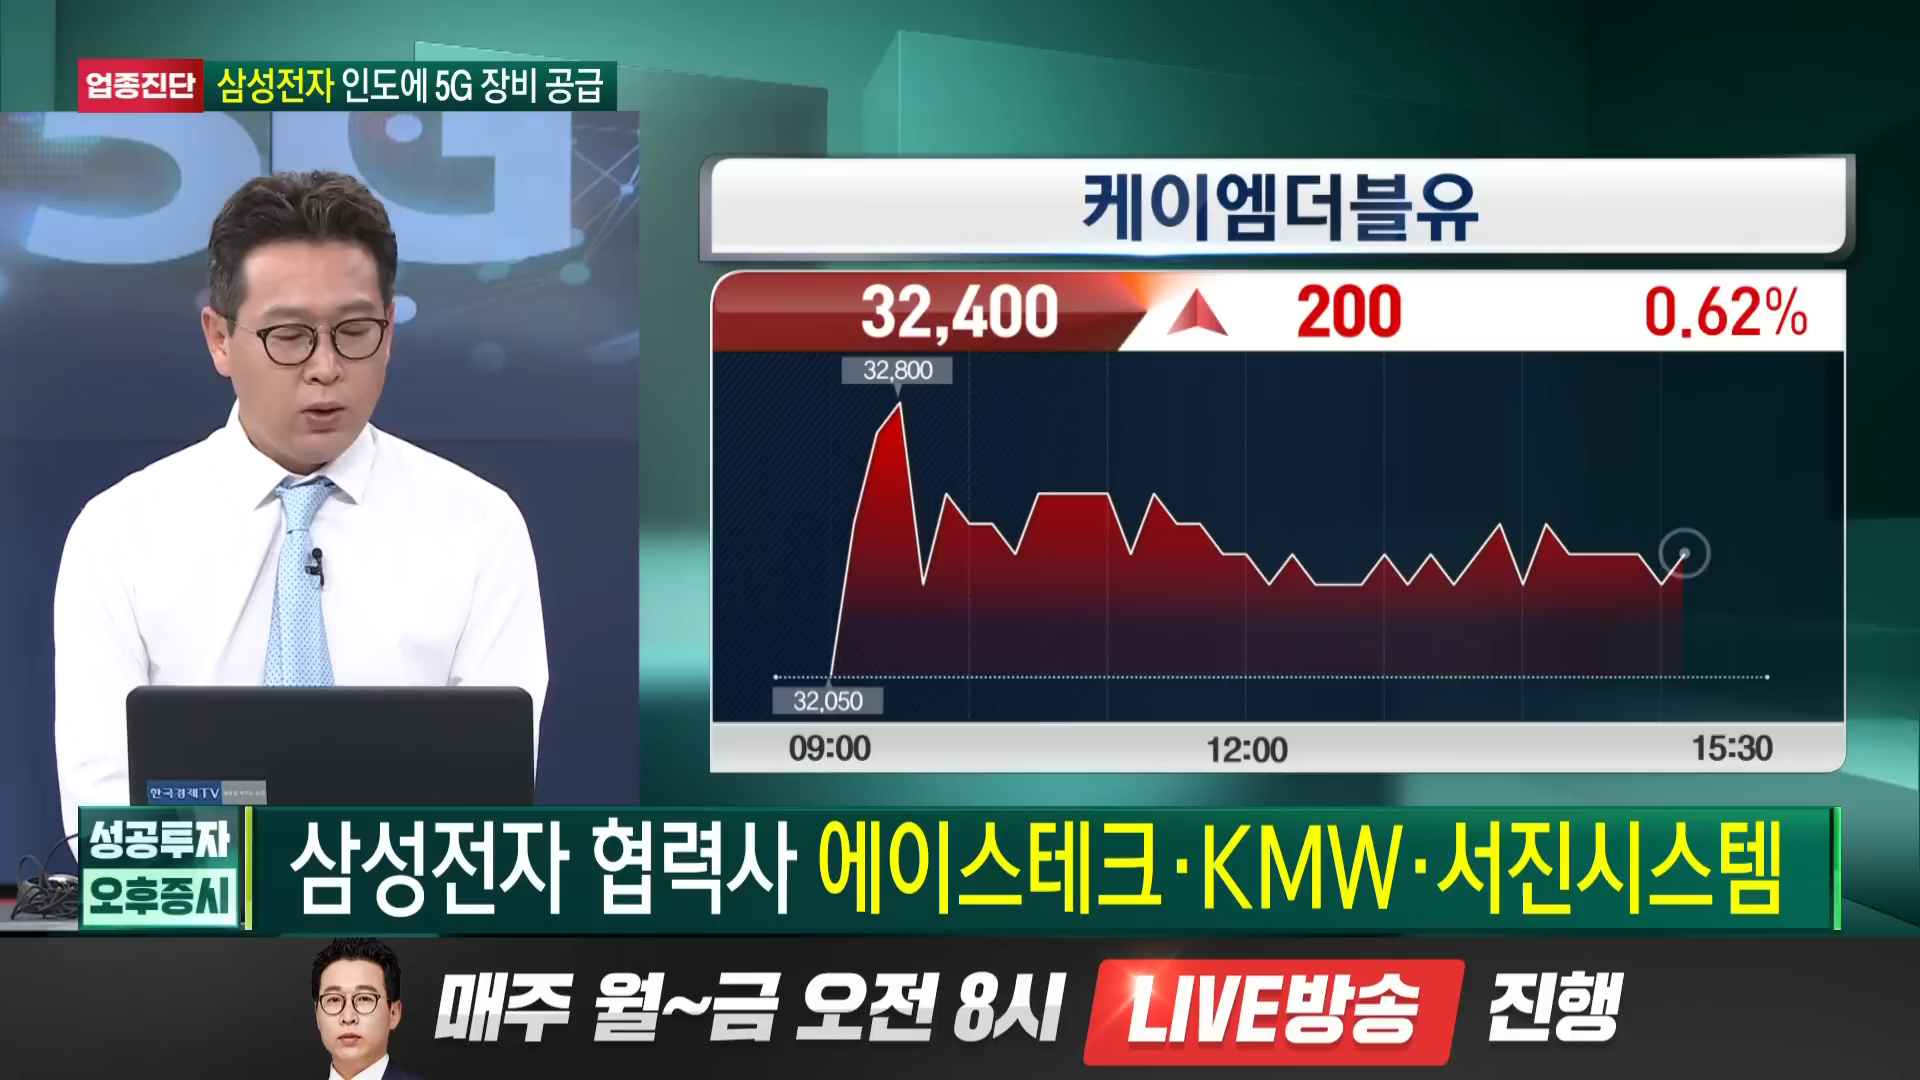 업종진단 삼성전자 인도에 5G 장비 공급
5G
케이엠더블유
32,400 200 0.62%
32,800
32,050
09:00 12:00 15:30
한국경제TV
성공투자
오후증시
삼성전자 협력사 에이스테크·KMW·서진시스템
매주 월~금 오전 8시 LIVE방송 진행